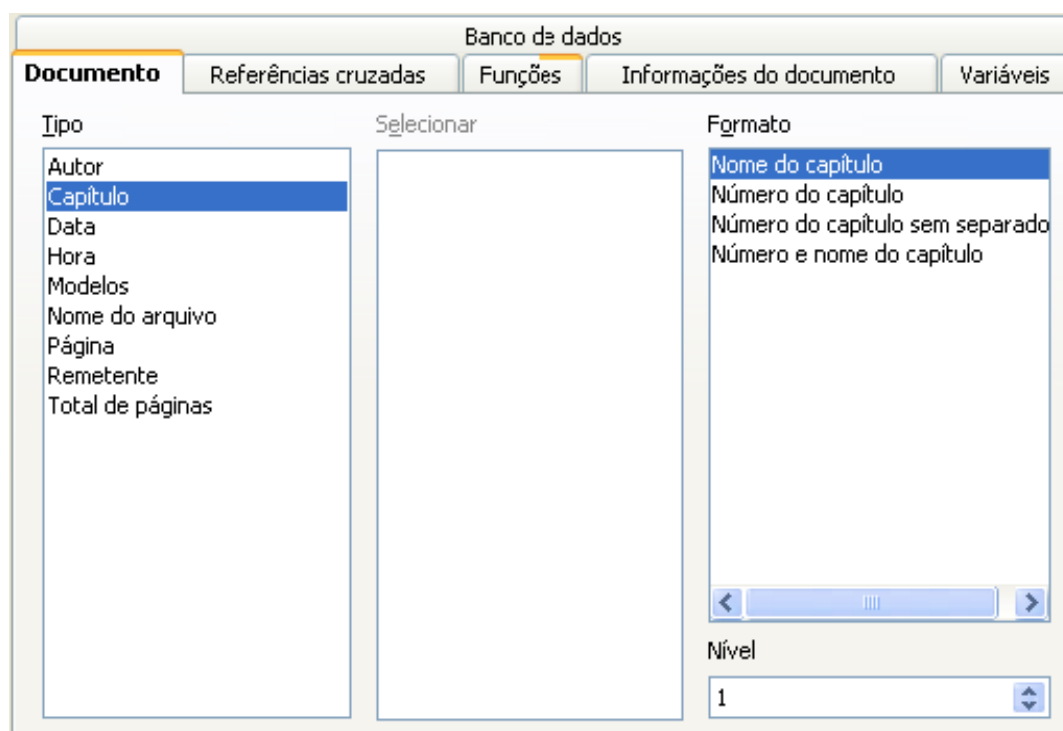 Banco de dados
Documento Referências cruzadas Funções Informações do documento Variáveis
Tipo Selecionar Formato
Autor
Capítulo
Data
Hora
Modelos
Nome do arquivo
Página
Remetente
Total de páginas
Nome do capítulo
Número do capítulo
Número do capítulo sem separado
Número e nome do capítulo
Nível
1